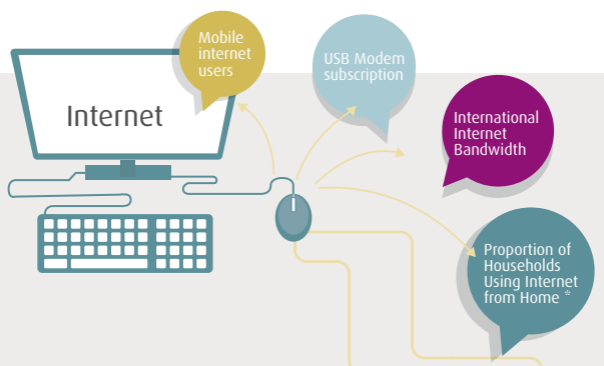 Internet
Mobile
internet
users
USB Modem
subscription
International
Internet
Bandwidth
Proportion of
Households
Using Internet
from Home *